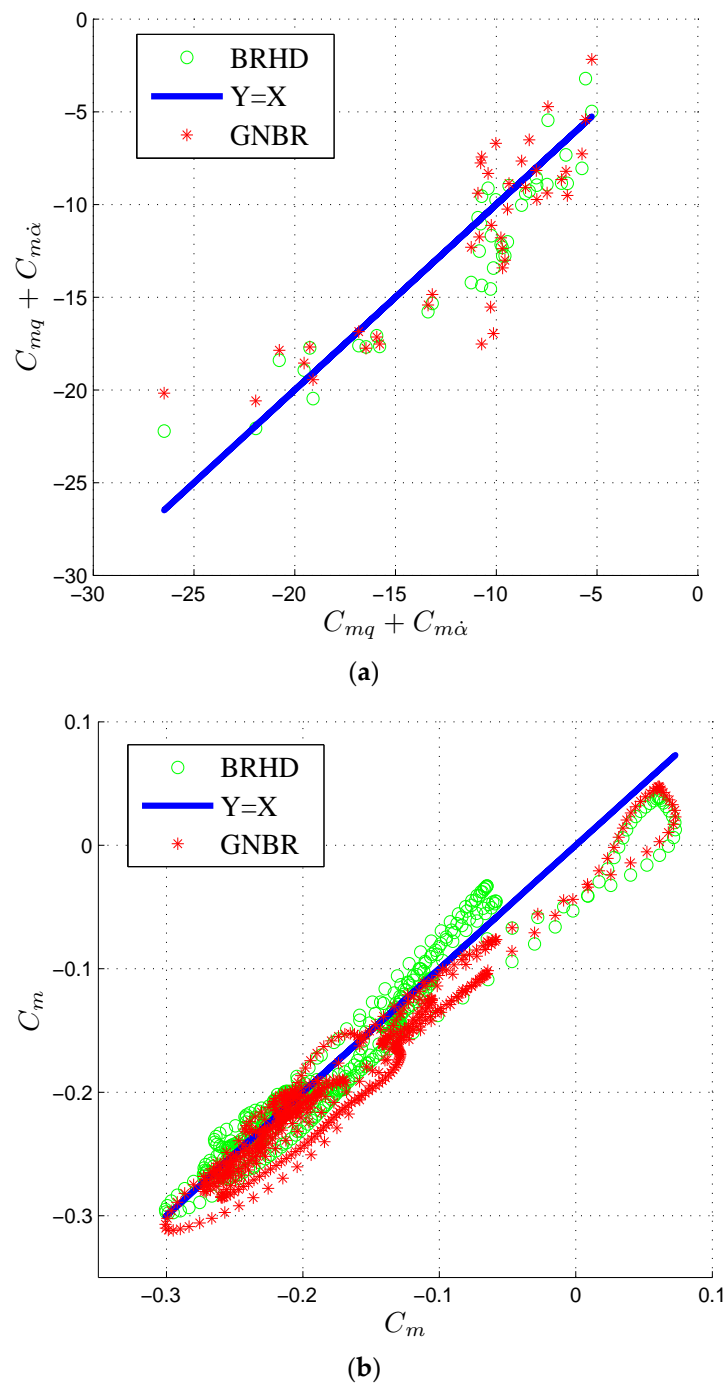 0
−5
−10
−15
−20
−25
−30
−30 −25 −20 −15 −10 −5 0
BRHD
Y=X
GNBR
C_{mq} + C_{m\dot{α}}
C_{mq} + C_{m\dot{α}}
(a)
0.1
0
−0.1
−0.2
−0.3
−0.3 −0.2 −0.1 0 0.1
BRHD
Y=X
GNBR
C_m
C_m
(b)